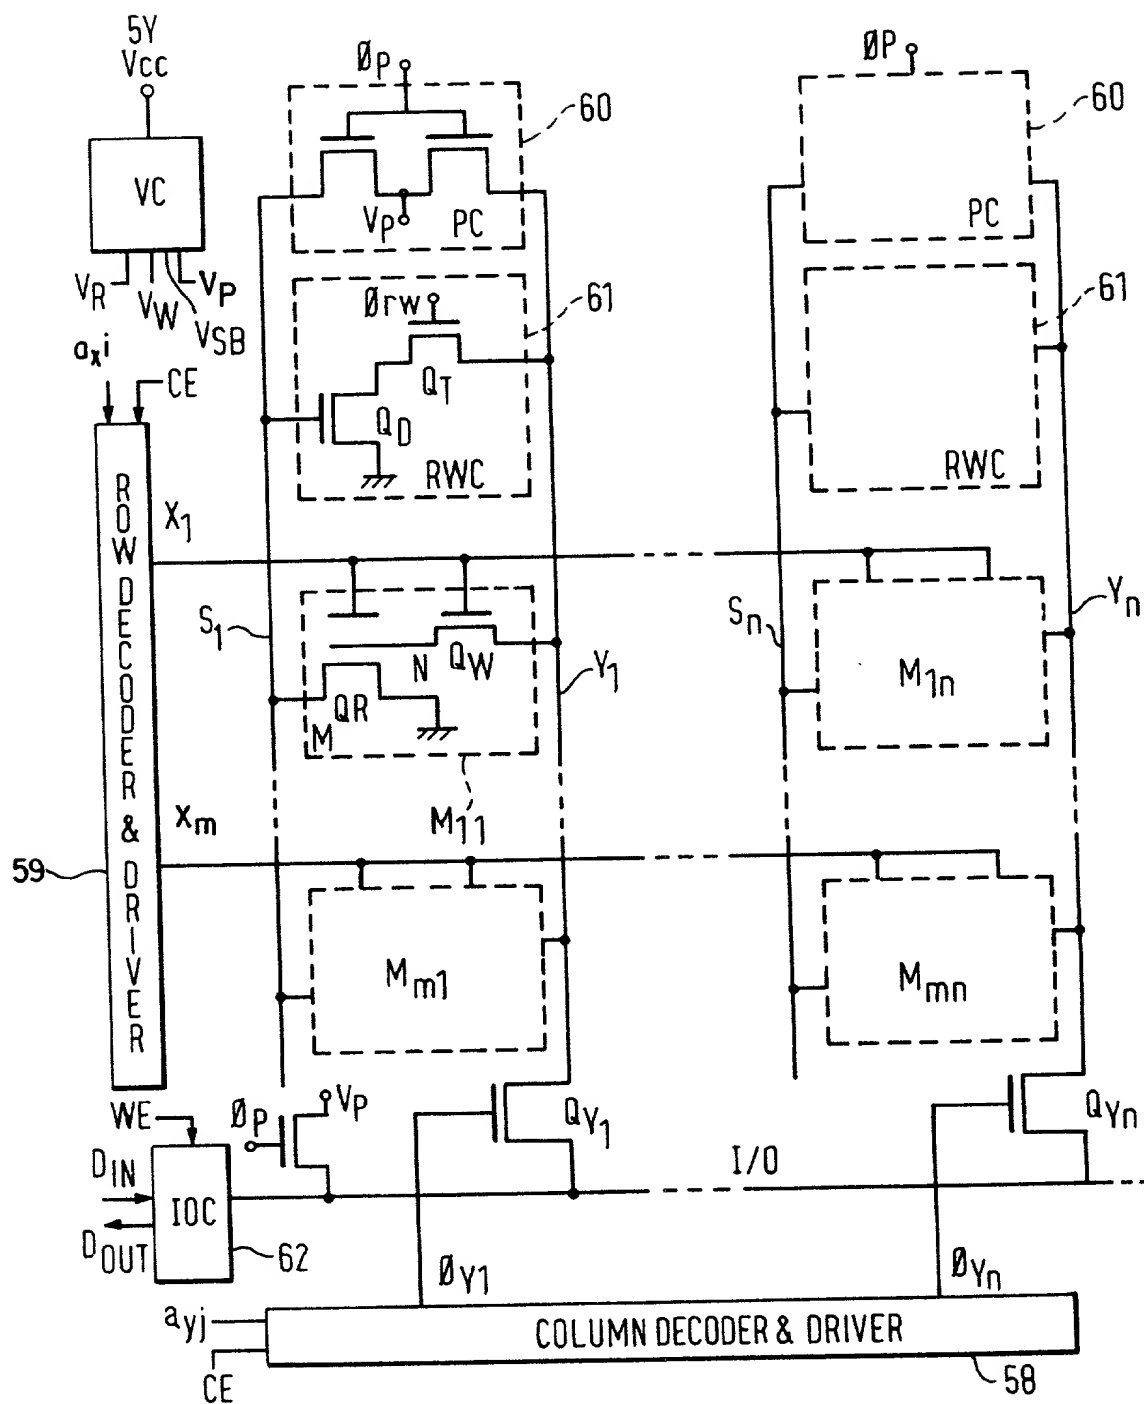 5Y
Vcc
VC
VR
VW
VSB
VP
ØP
60
VP
PC
ØP
60
PC
Ørw
61
QT
QD
RWC
61
RWC
axi
CE
ROW DECODER & DRIVER
59
X1
S1
N
QW
QR
M
Y1
M11
Sn
Yn
M1n
Xm
Mm1
Mmn
WE
ØP
VP
QY1
QYn
DIN
DOUT
IOC
62
I/O
ØY1
ØYn
ayj
CE
COLUMN DECODER & DRIVER
58